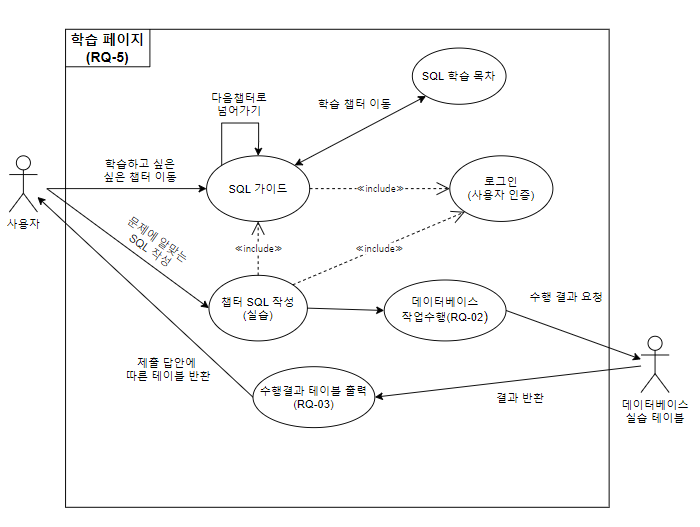 학습 페이지
(RQ-5)
SQL 학습 목차
다음챕터로
넘어가기
학습 챕터 이동
학습하고 싶은
싶은 챕터 이동
SQL 가이드
≪include≫
로그인
(사용자 인증)
사용자
문제에 알맞는
SQL 작성
≪include≫
≪include≫
챕터 SQL 작성
(실습)
데이터베이스
작업수행(RQ-02)
수행 결과 요청
제출 답안에
따른 테이블 반환
수행결과 테이블 출력
(RQ-03)
결과 반환
데이터베이스
실습 테이블